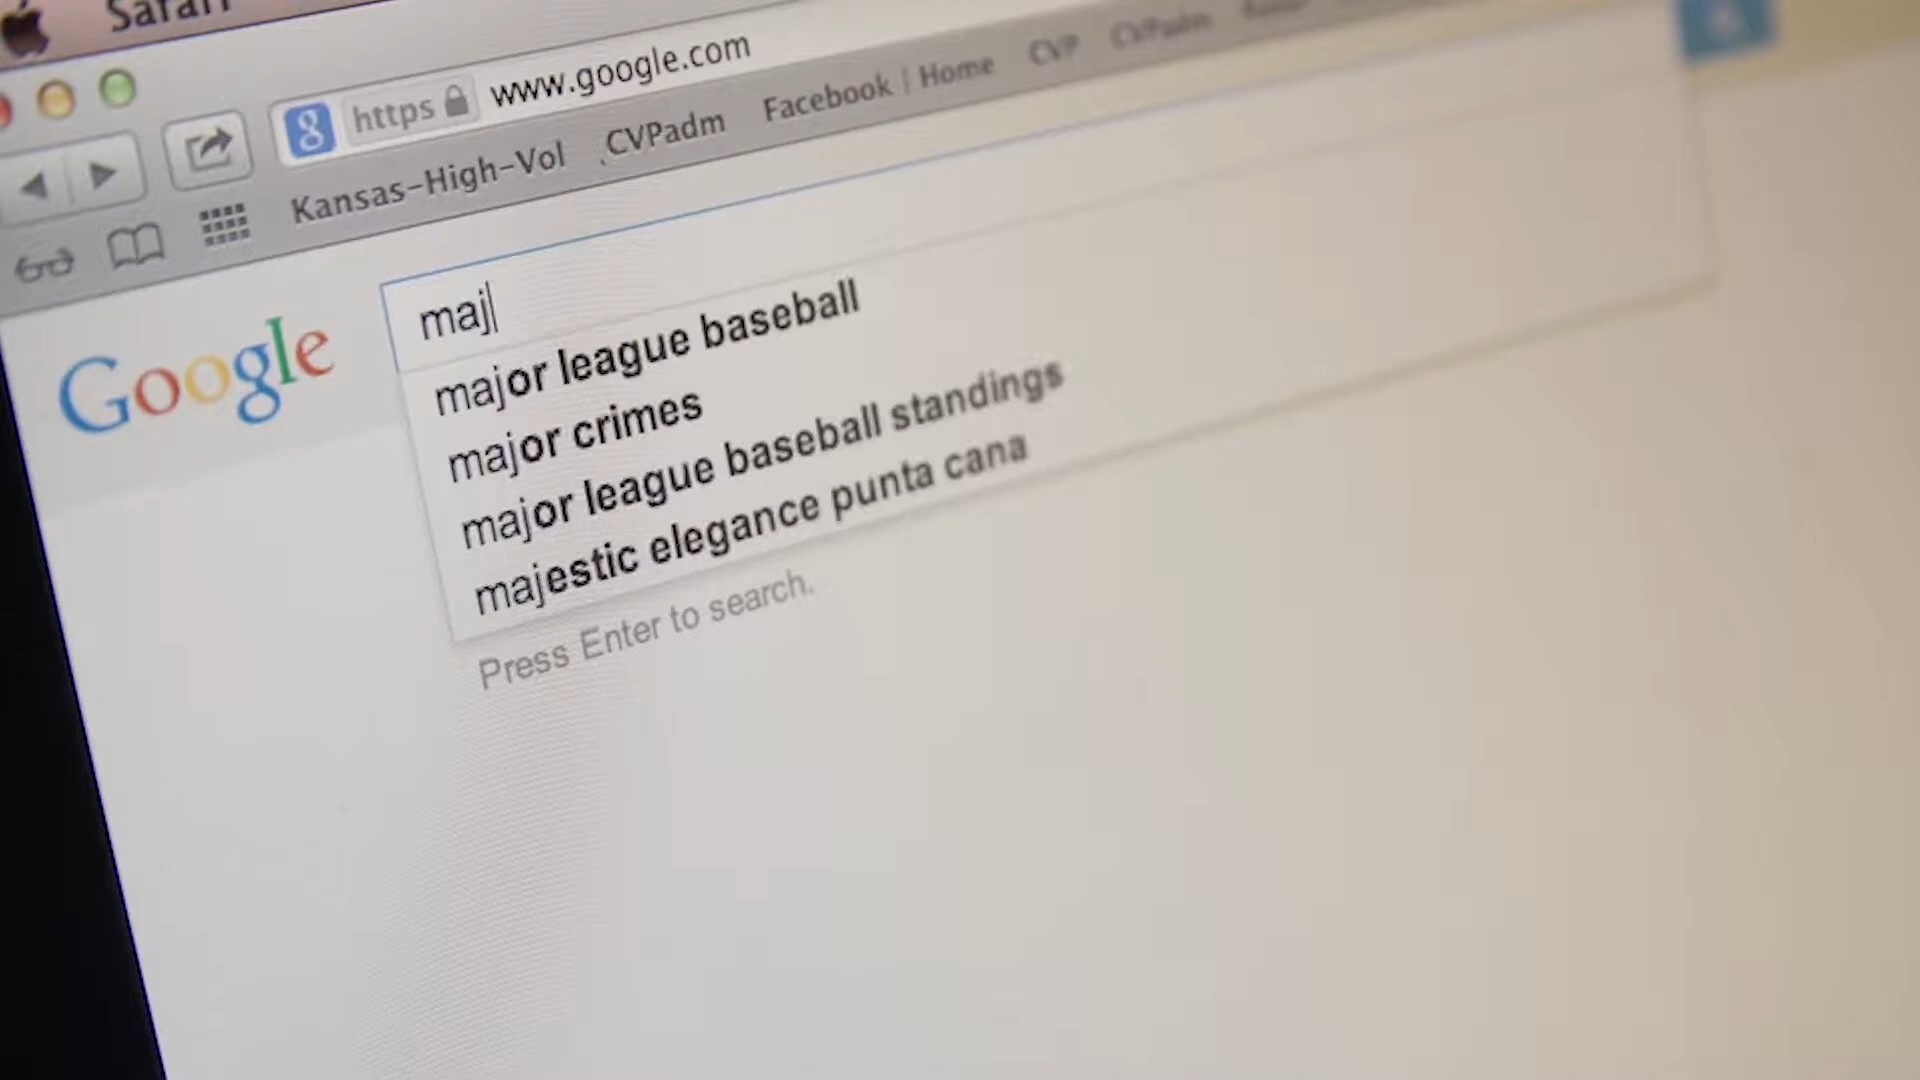 Safari
https www.google.com
Kansas-High-Vol CVPadm Facebook | Home CVP CVPadm
Google
maj
major league baseball
major crimes
major league baseball standings
majestic elegance punta cana
Press Enter to search.